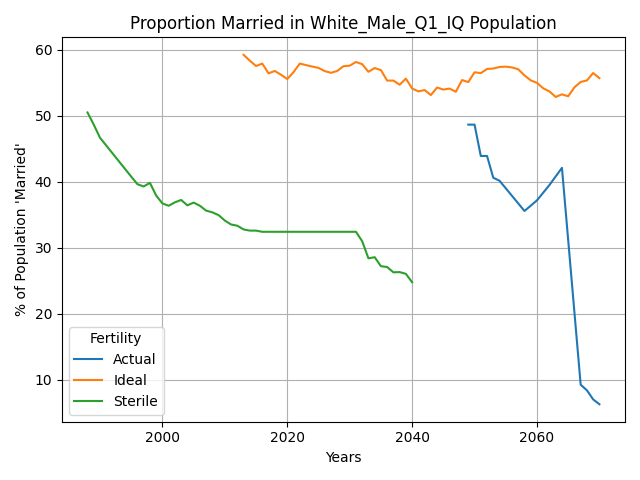 Proportion Married in White_Male_Q1_IQ Population
% of Population 'Married'
60
50
40
30
20
10
Fertility
Actual
Ideal
Sterile
2000 2020 2040 2060
Years